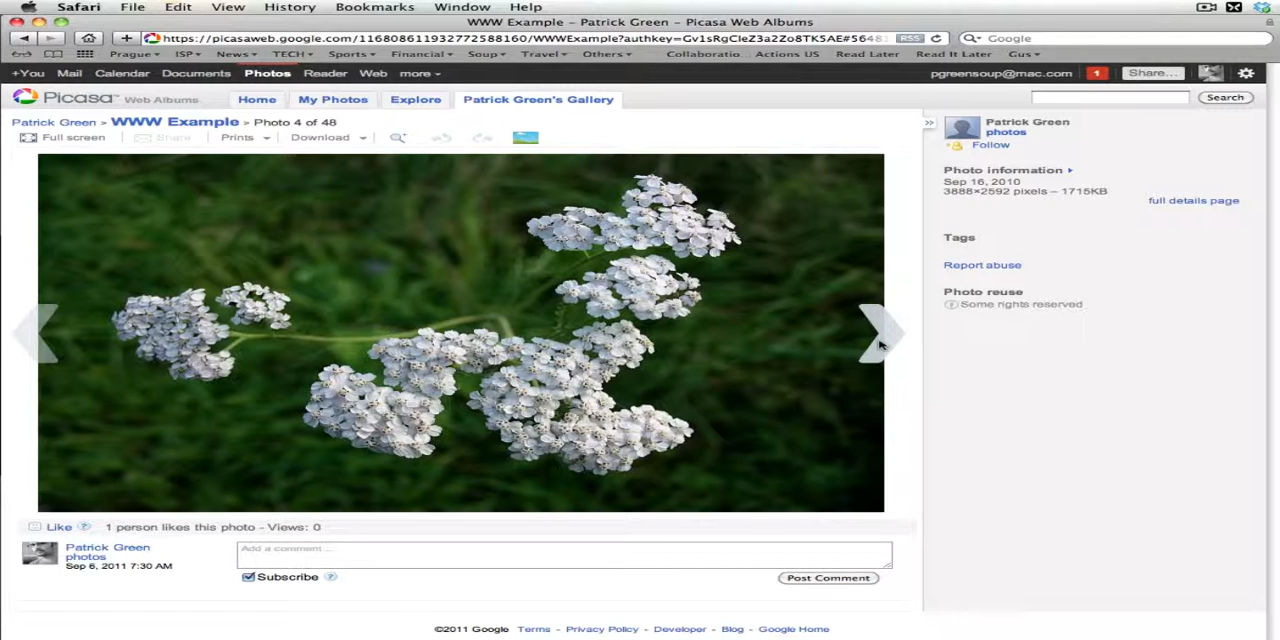 Safari File Edit View History Bookmarks Window Help
WWW Example – Patrick Green – Picasa Web Albums
https://picasaweb.google.com/116808611932772588160/WWWExample?authkey=Gv1sRgCIeZ3a2Zo8TK5AE#5648 RSS Google
Prague ISP News TECH Sports Financial Soup Travel Others Collaboratio Actions US Read Later Read It Later Gus
+You Mail Calendar Documents Photos Reader Web more pgreensoup@mac.com 1 Share...
Picasa™ Web Albums Home My Photos Explore Patrick Green's Gallery Search
Patrick Green > WWW Example > Photo 4 of 48
Full screen Share Prints Download
Patrick Green
photos
Follow
Photo information
Sep 16, 2010
3888×2592 pixels – 1715KB
full details page
Tags
Report abuse
Photo reuse
Some rights reserved
Like ? 1 person likes this photo - Views: 0
Patrick Green
photos
Sep 6, 2011 7:30 AM
Add a comment ...
Subscribe ? Post Comment
©2011 Google Terms - Privacy Policy - Developer - Blog - Google Home